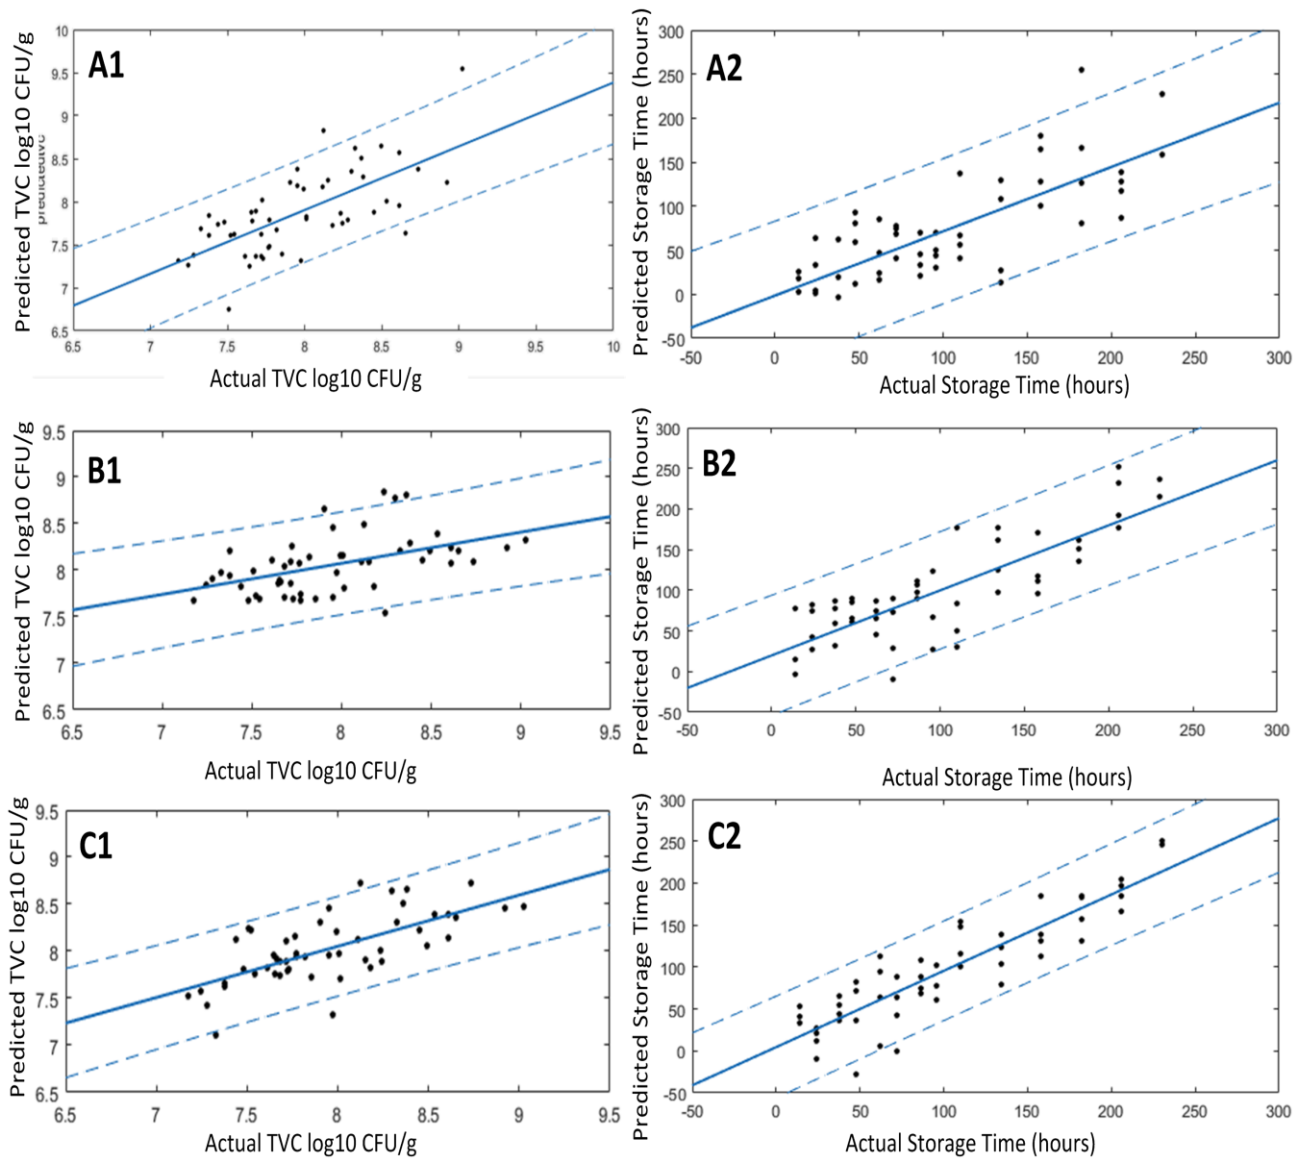 Predicted TVC log10 CFU/g
predicatedtvc
10
9.5
9
8.5
8
7.5
7
6.5
A1
6.5 7 7.5 8 8.5 9 9.5 10
Actual TVC log10 CFU/g
Predicted Storage Time (hours)
300
250
200
150
100
50
0
-50
A2
-50 0 50 100 150 200 250 300
Actual Storage Time (hours)
Predicted TVC log10 CFU/g
9.5
9
8.5
8
7.5
7
6.5
B1
6.5 7 7.5 8 8.5 9 9.5
Actual TVC log10 CFU/g
Predicted Storage Time (hours)
300
250
200
150
100
50
0
-50
B2
-50 0 50 100 150 200 250 300
Actual Storage Time (hours)
Predicted TVC log10 CFU/g
9.5
9
8.5
8
7.5
7
6.5
C1
6.5 7 7.5 8 8.5 9 9.5
Actual TVC log10 CFU/g
Predicted Storage Time (hours)
300
250
200
150
100
50
0
-50
C2
-50 0 50 100 150 200 250 300
Actual Storage Time (hours)